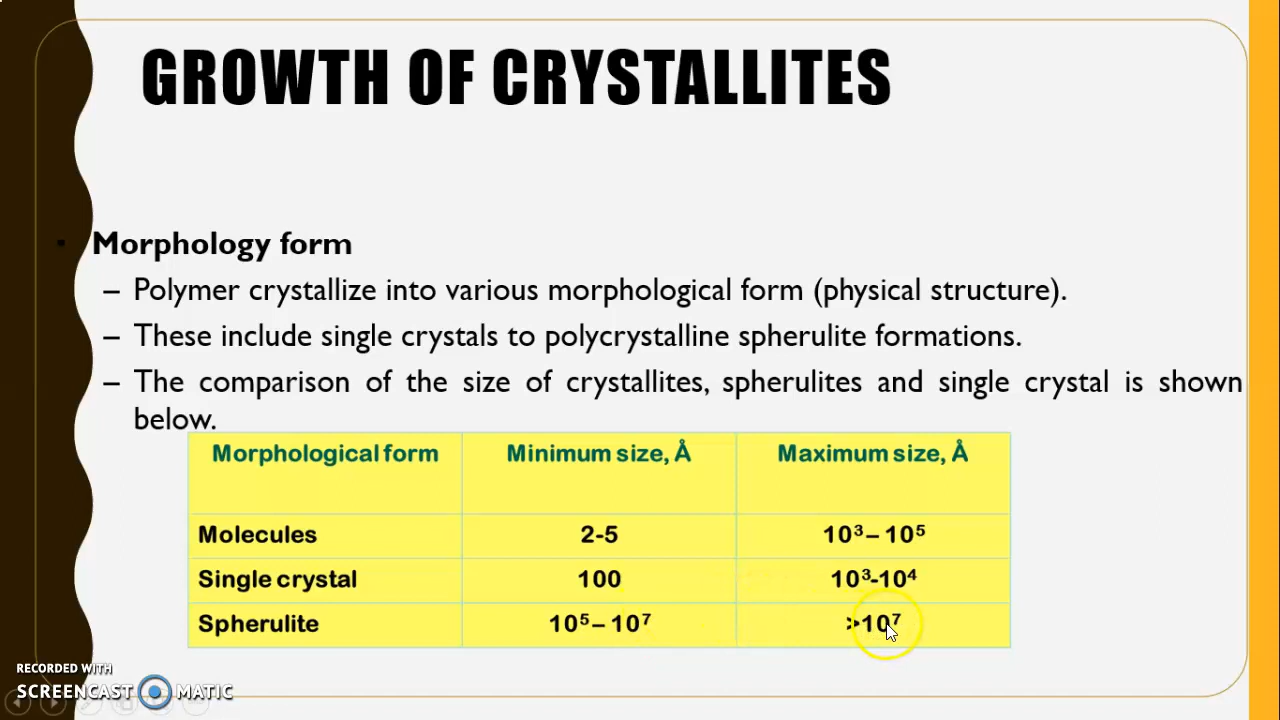 GROWTH OF CRYSTALLITES
▪ Morphology form
– Polymer crystallize into various morphological form (physical structure).
– These include single crystals to polycrystalline spherulite formations.
– The comparison of the size of crystallites, spherulites and single crystal is shown
below.
Morphological form Minimum size, Å Maximum size, Å
Molecules 2-5 10³ – 10⁵
Single crystal 100 10³-10⁴
Spherulite 10⁵ – 10⁷ >10⁷
RECORDED WITH
SCREENCAST MATIC